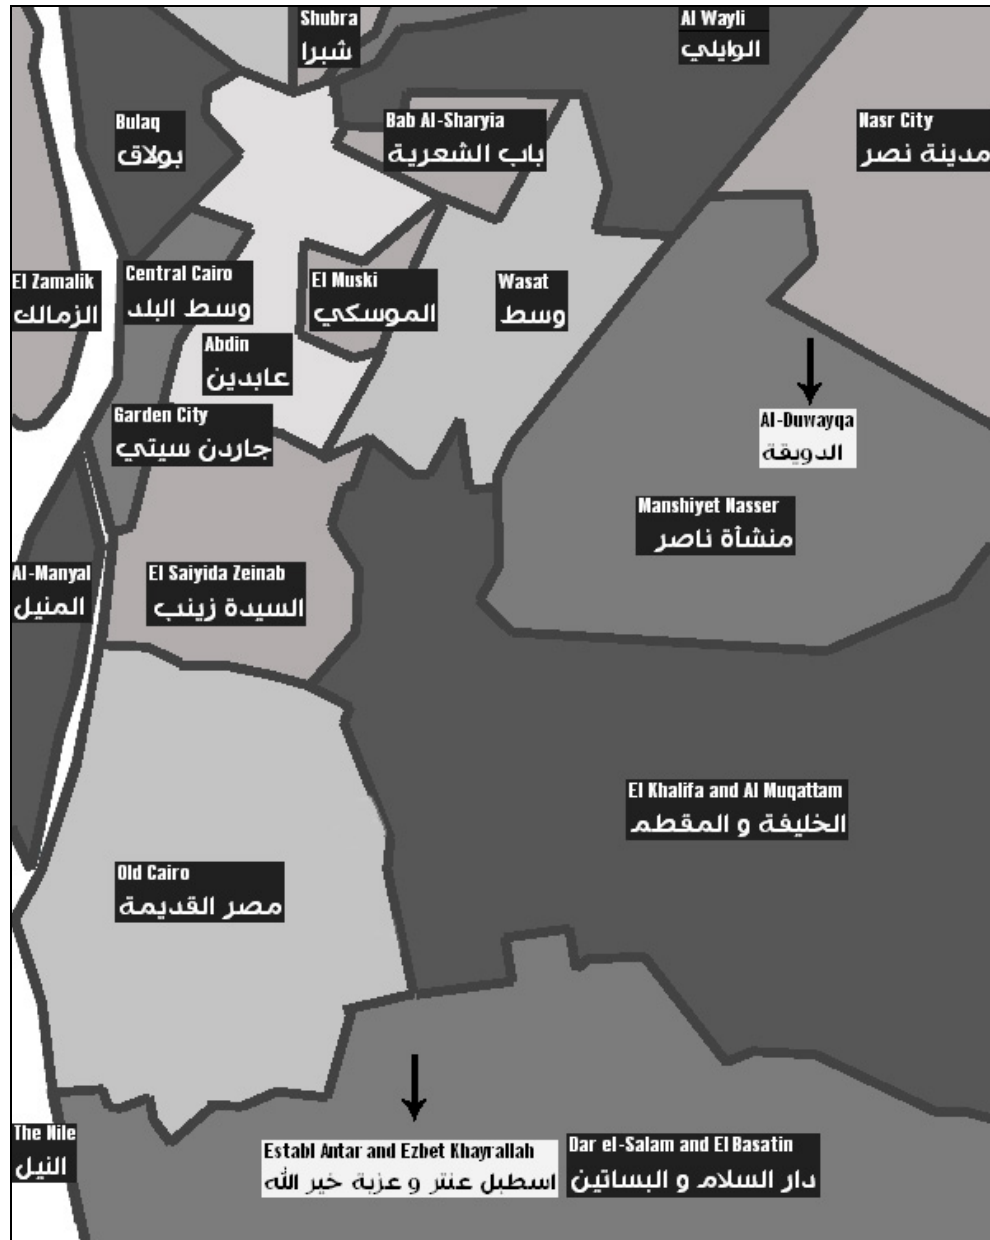 Shubra
شبرا
Al Wayli
الوايلي
Bulaq
بولاق
Bab Al-Sharyia
باب الشعرية
Nasr City
مدينة نصر
El Zamalik
الزمالك
Central Cairo
وسط البلد
El Muski
الموسكي
Wasat
وسط
Abdin
عابدين
Garden City
جاردن سيتي
Al-Duwayqa
الدويقة
Manshiyet Nasser
منشأة ناصر
Al-Manyal
المنيل
El Saiyida Zeinab
السيدة زينب
El Khalifa and Al Muqattam
الخليفة و المقطم
Old Cairo
مصر القديمة
The Nile
النيل
Establ Antar and Ezbet Khayrallah
اسطبل عنتر و عزبة خير الله
Dar el-Salam and El Basatin
دار السلام و البساتين